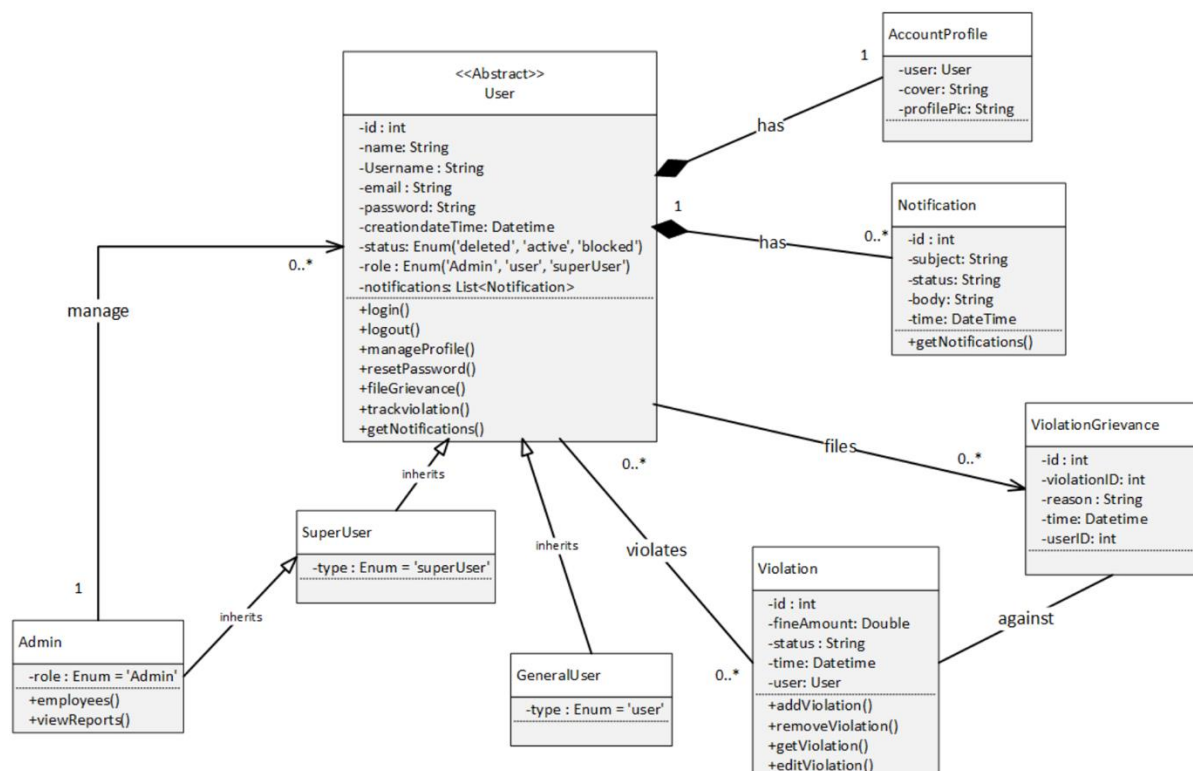 <<Abstract>>
User
-id : int
-name: String
-Username : String
-email : String
-password: String
-creationdateTime: Datetime
-status: Enum('deleted', 'active', 'blocked')
-role : Enum('Admin', 'user', 'superUser')
-notifications: List<Notification>
+login()
+logout()
+manageProfile()
+resetPassword()
+fileGrievance()
+trackviolation()
+getNotifications()
1
has
AccountProfile
-user: User
-cover: String
-profilePic: String
1
has
0..*
Notification
-id : int
-subject: String
-status: String
-body: String
-time: DateTime
+getNotifications()
0..*
manage
1
files
0..*
ViolationGrievance
-id : int
-violationID: int
-reason : String
-time: Datetime
-userID: int
inherits
SuperUser
-type : Enum = 'superUser'
inherits
Admin
-role : Enum = 'Admin'
+employees()
+viewReports()
inherits
GeneralUser
-type : Enum = 'user'
0..*
violates
0..*
Violation
-id : int
-fineAmount: Double
-status : String
-time: Datetime
-user: User
+addViolation()
+removeViolation()
+getViolation()
+editViolation()
against